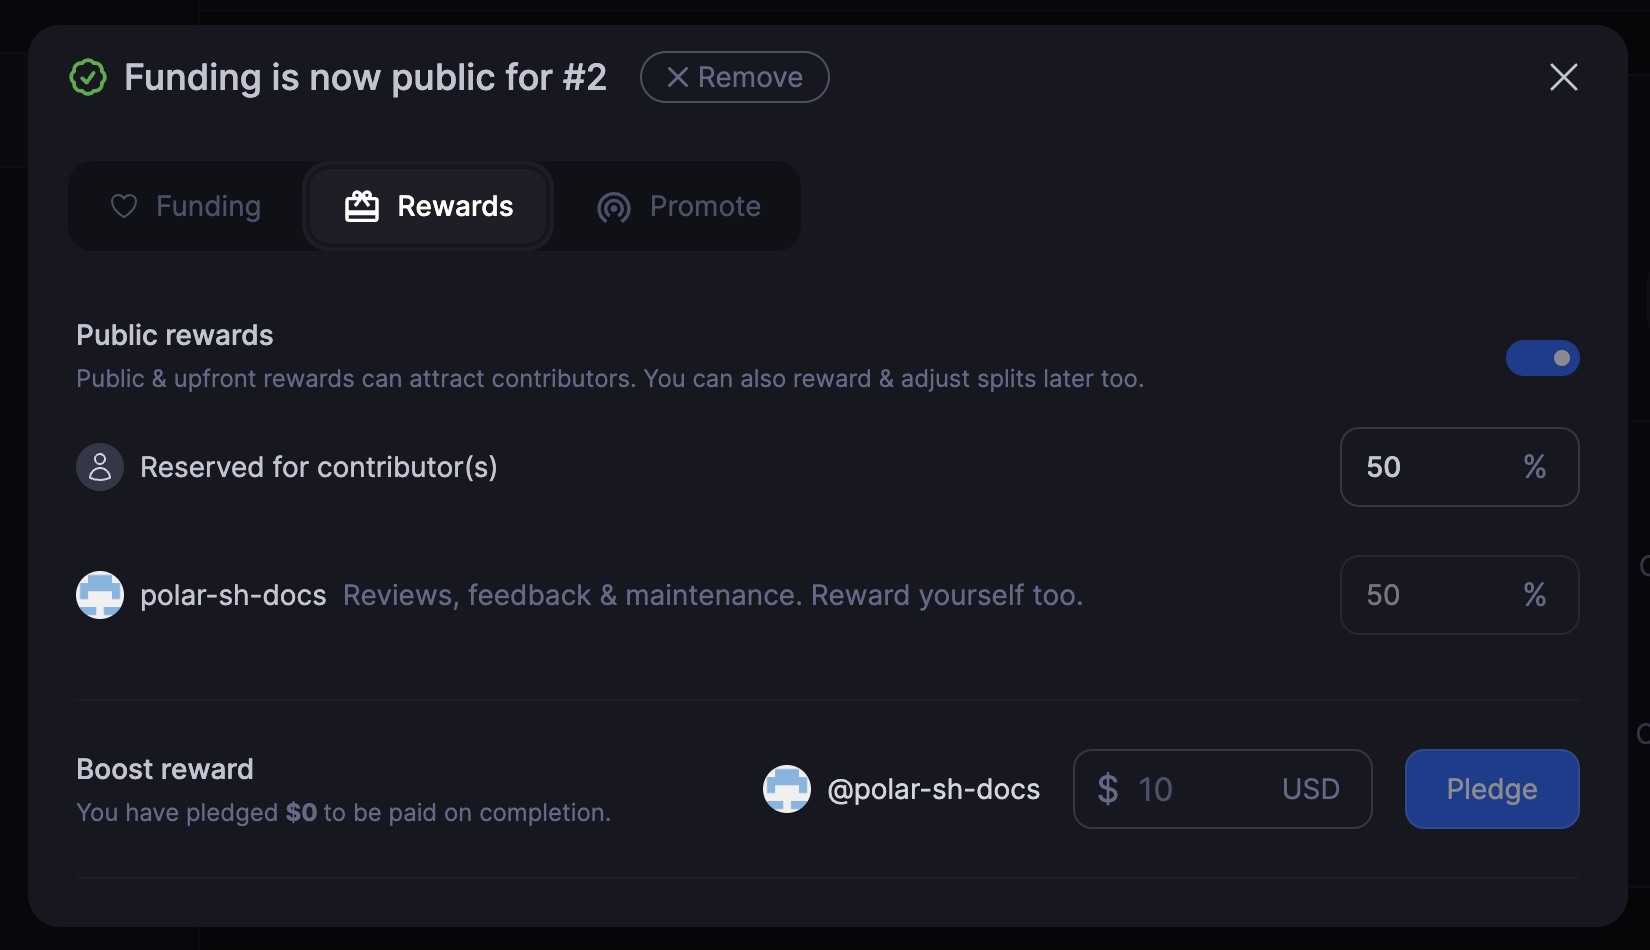 Funding is now public for #2
Remove
Funding
Rewards
Promote
Public rewards
Public & upfront rewards can attract contributors. You can also reward & adjust splits later too.
Reserved for contributor(s)
50 %
polar-sh-docs Reviews, feedback & maintenance. Reward yourself too.
50 %
Boost reward
You have pledged $0 to be paid on completion.
@polar-sh-docs
$ 10 USD
Pledge